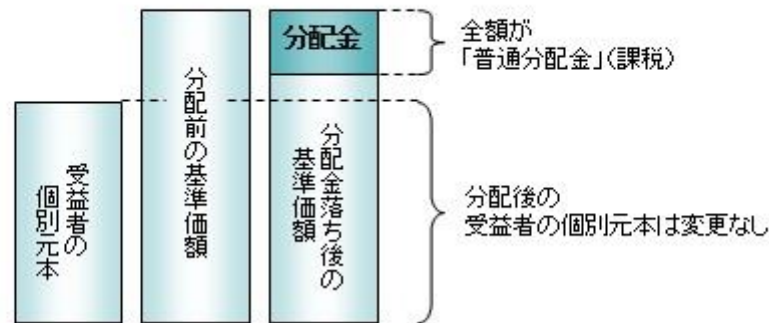 分配金
全額が
「普通分配金」(課税)
受益者の
個別元本
分配前の基準価額
分配金落ち後の
基準価額
分配後の
受益者の個別元本は変更なし